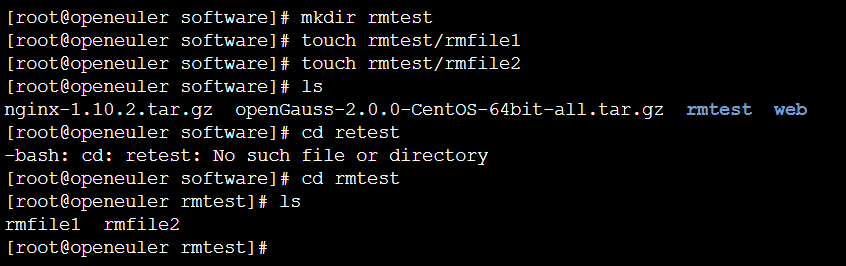 [root@openeuler software]# mkdir rmtest
[root@openeuler software]# touch rmtest/rmfile1
[root@openeuler software]# touch rmtest/rmfile2
[root@openeuler software]# ls
nginx-1.10.2.tar.gz  openGauss-2.0.0-CentOS-64bit-all.tar.gz  rmtest  web
[root@openeuler software]# cd retest
-bash: cd: retest: No such file or directory
[root@openeuler software]# cd rmtest
[root@openeuler rmtest]# ls
rmfile1  rmfile2
[root@openeuler rmtest]#